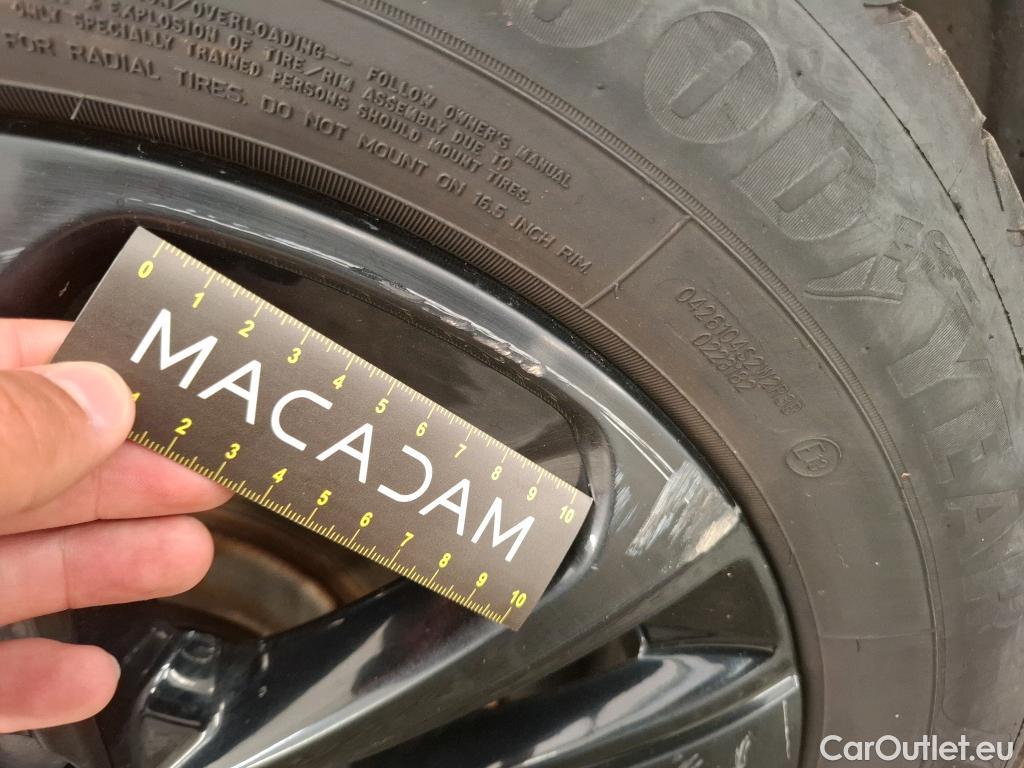 /OVERLOADING-- FOLLOW OWNER'S MANUAL
& EXPLOSION OF TIRE/RIM ASSEMBLY DUE TO
ONLY SPECIALLY TRAINED PERSONS SHOULD MOUNT TIRES.
FOR RADIAL TIRES. DO NOT MOUNT ON 16.5 INCH RIM
GOODYEAR
0 1 2 3 4 5 6 7 8 9 10
MACADAM
1 2 3 4 5 6 7 8 9 10
CarOutlet.eu